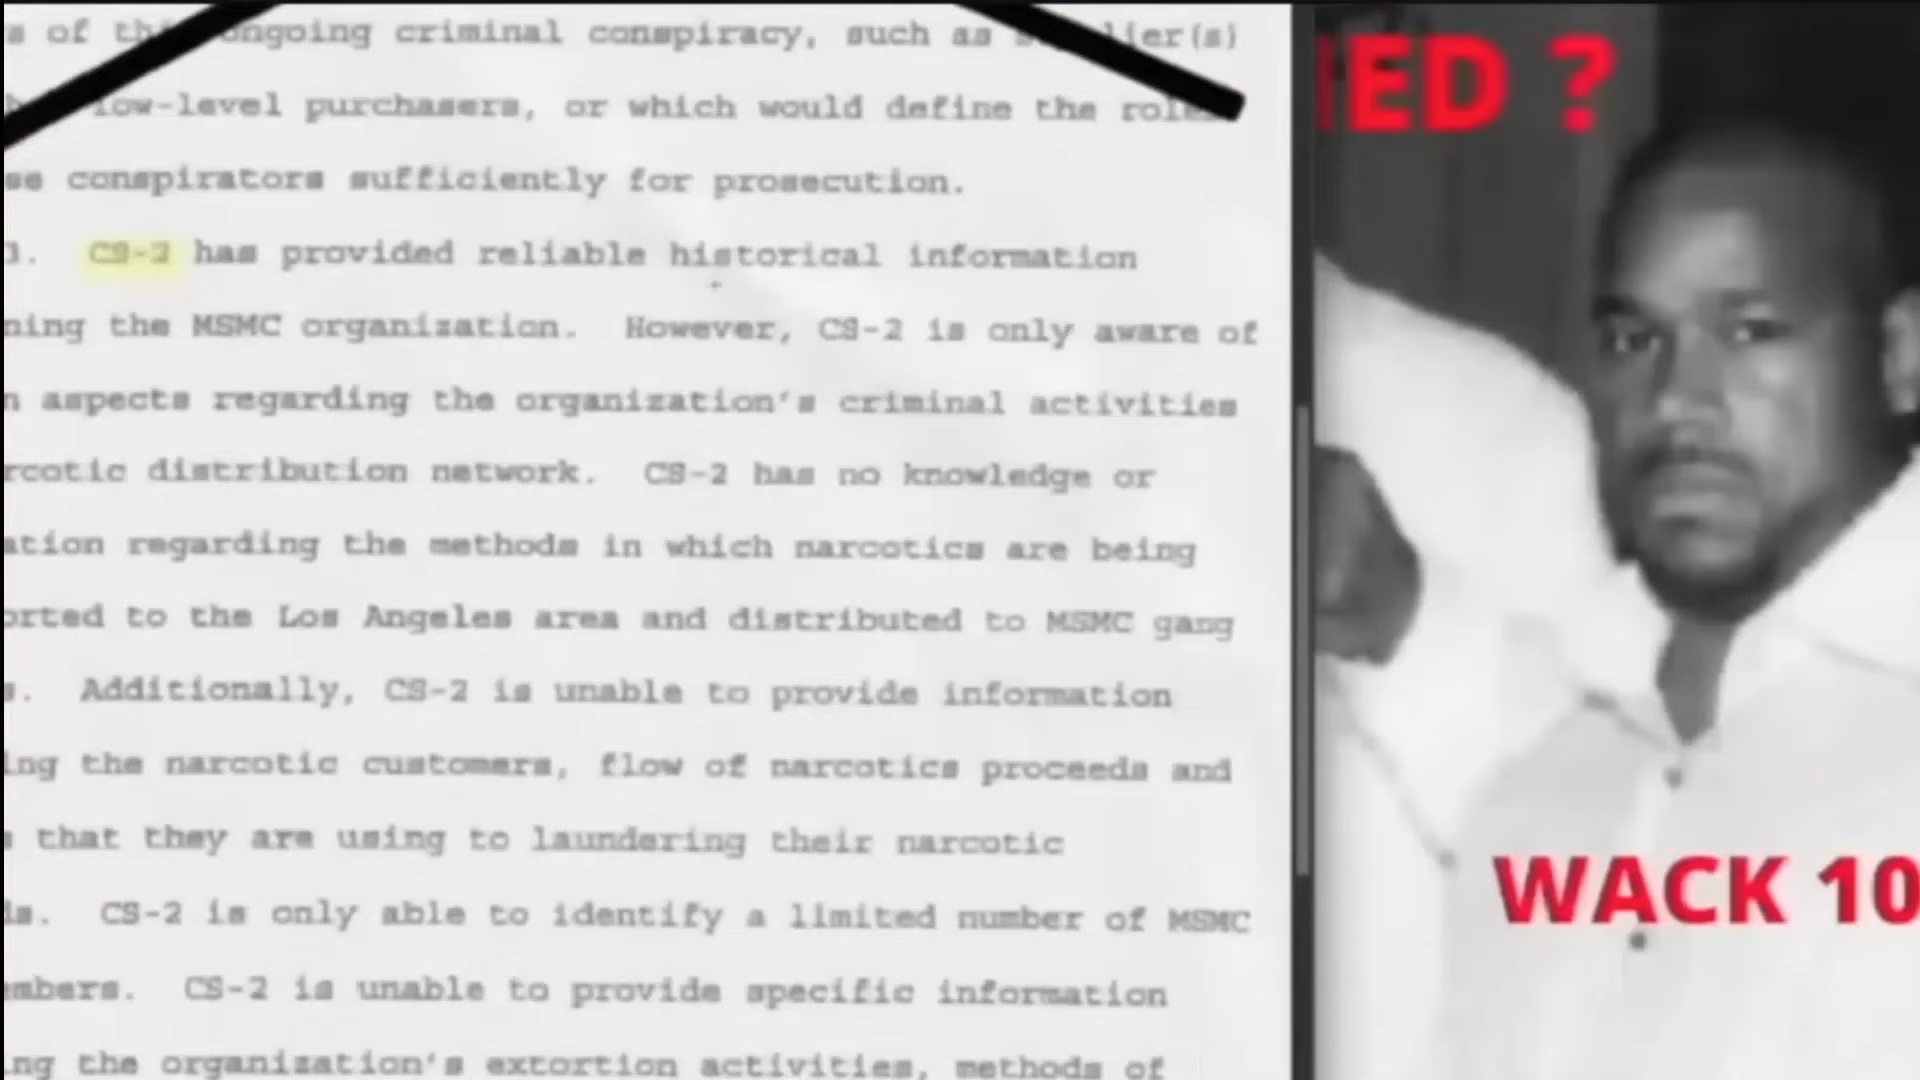 of this ongoing criminal conspiracy, such as supplier(s)
low-level purchasers, or which would define the roles
se conspirators sufficiently for prosecution.
CS-2 has provided reliable historical information
ning the MSMC organization. However, CS-2 is only aware of
n aspects regarding the organization's criminal activities
rcotic distribution network. CS-2 has no knowledge or
ation regarding the methods in which narcotics are being
orted to the Los Angeles area and distributed to MSMC gang
s. Additionally, CS-2 is unable to provide information
ing the narcotic customers, flow of narcotics proceeds and
s that they are using to laundering their narcotic
ds. CS-2 is only able to identify a limited number of MSMC
mbers. CS-2 is unable to provide specific information
ng the organization's extortion activities, methods of
IED ?
WACK 10